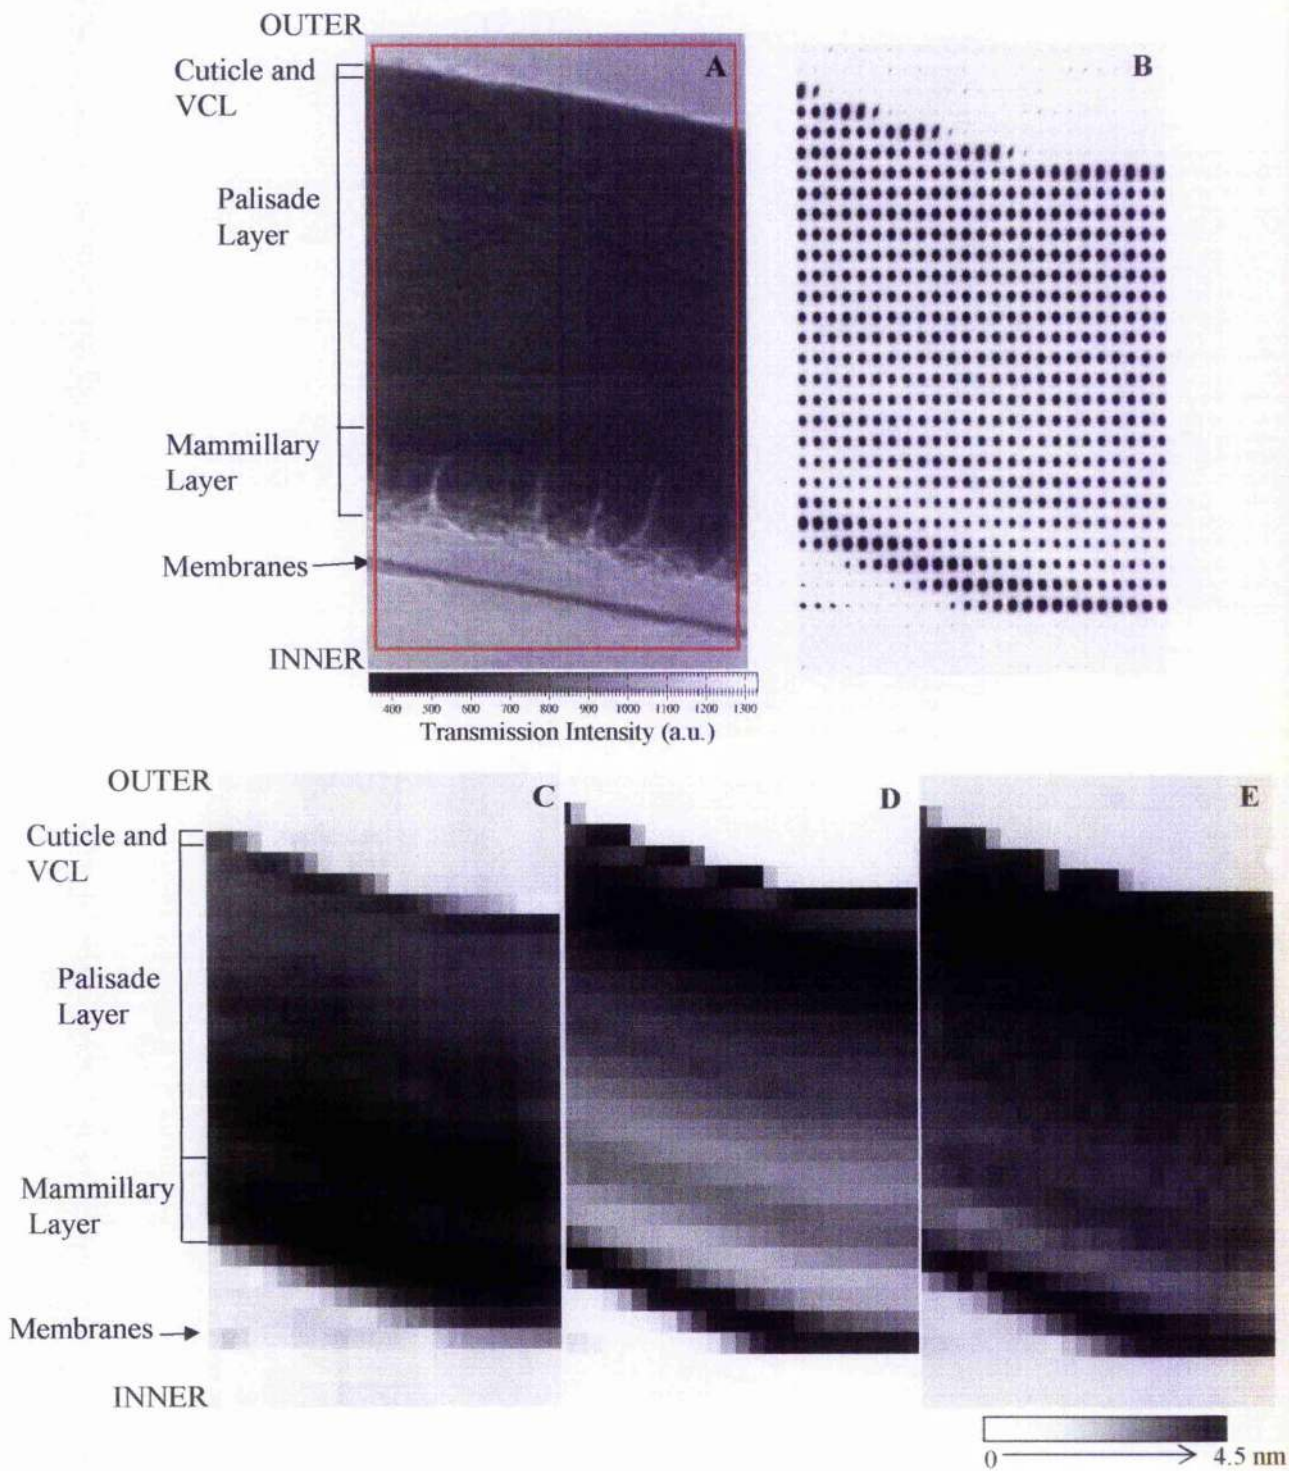 OUTER
A
B
Cuticle and
VCL
Palisade
Layer
Mammillary
Layer
Membranes
INNER
400 500 600 700 800 900 1000 1100 1200 1300
Transmission Intensity (a.u.)
OUTER
C
D
E
Cuticle and
VCL
Palisade
Layer
Mammillary
Layer
Membranes
INNER
0
4.5 nm